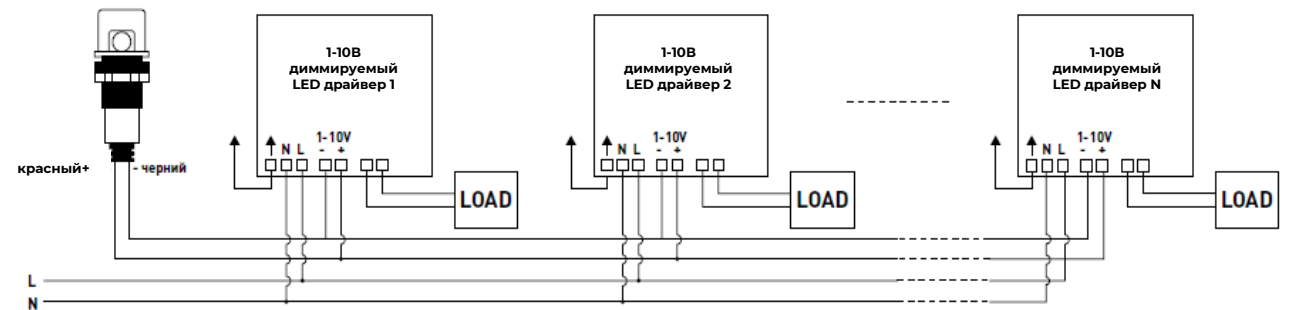 1-10В
диммируемый
LED драйвер 1
1-10V
N L - +
LOAD
1-10В
диммируемый
LED драйвер 2
1-10V
N L - +
LOAD
1-10В
диммируемый
LED драйвер N
1-10V
N L - +
LOAD
красный+
- черний
L
N